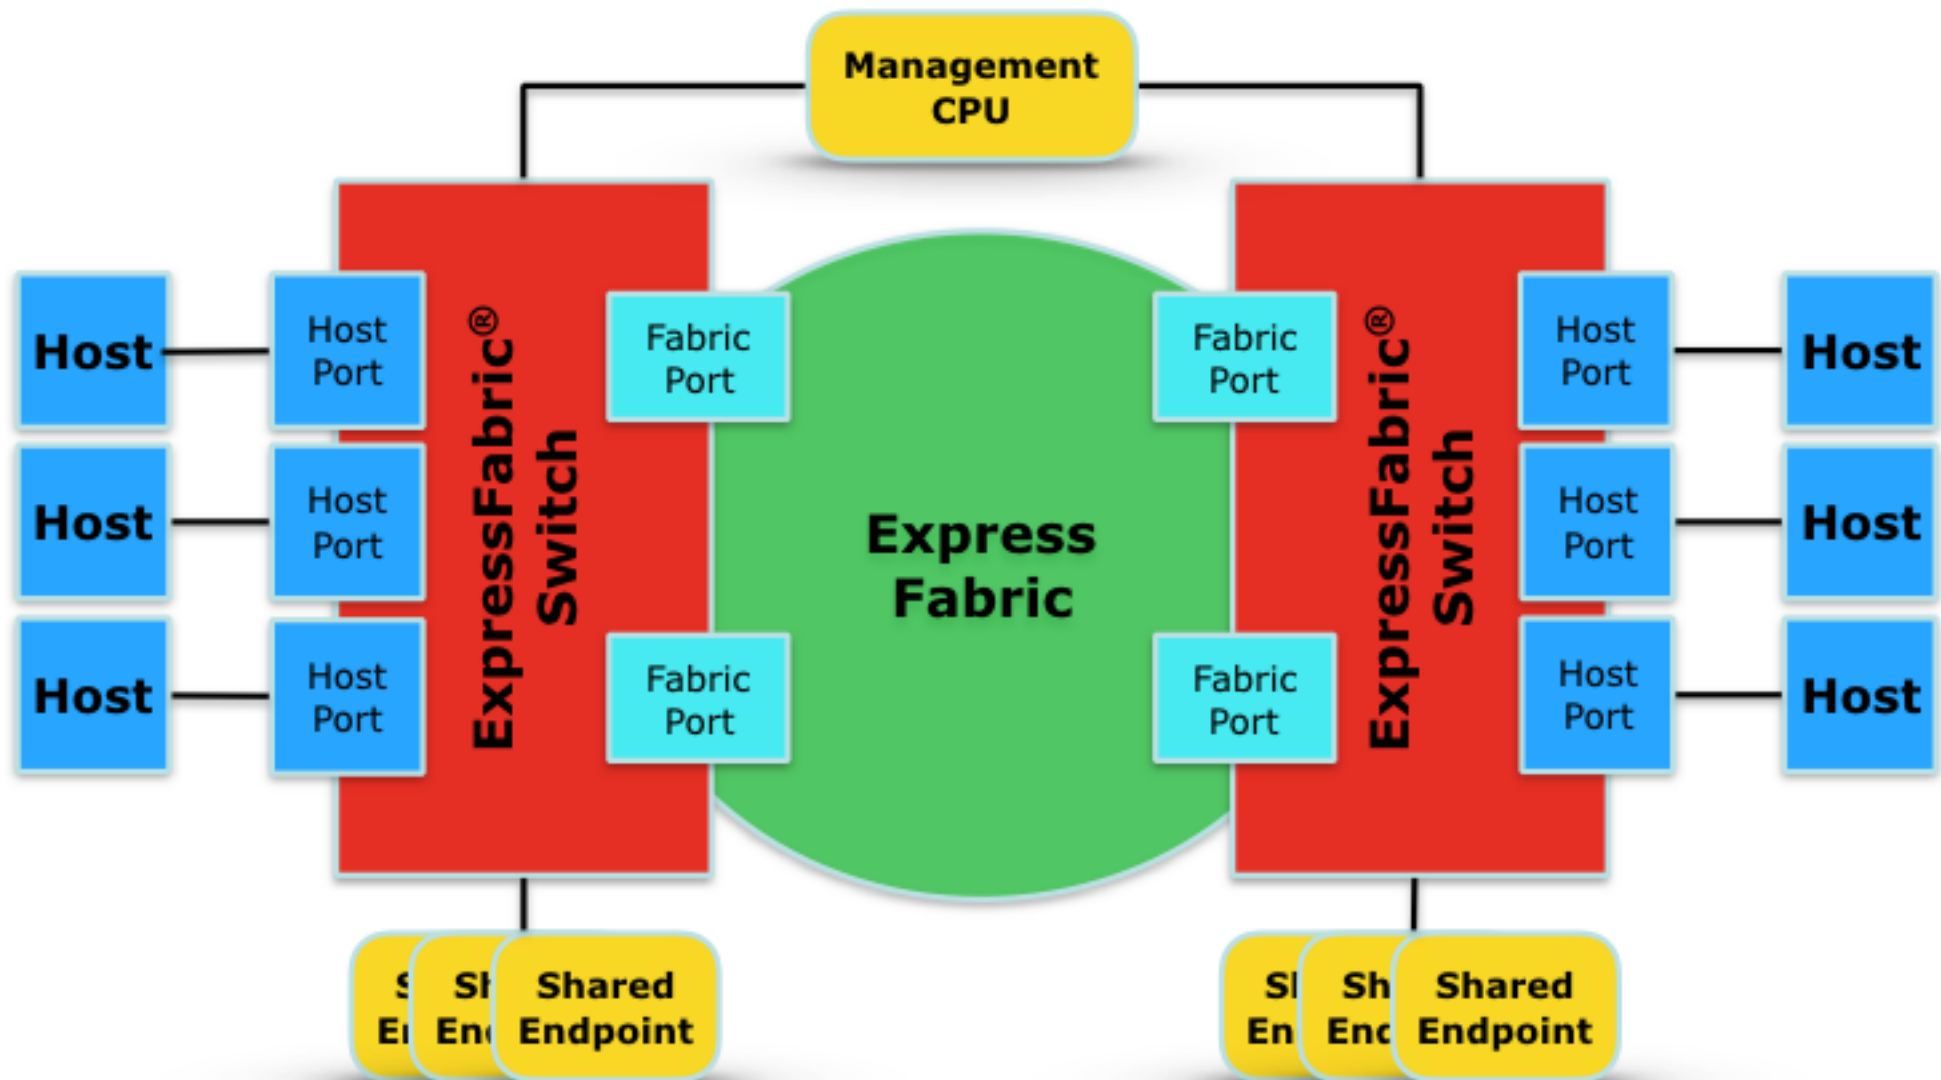 Management
CPU
Host
Host
Port
Host
Host
Port
Host
Host
Port
ExpressFabric®
Switch
Fabric
Port
Fabric
Port
Express
Fabric
Fabric
Port
Fabric
Port
ExpressFabric®
Switch
Host
Port
Host
Host
Port
Host
Host
Port
Host
Shared
Endpoint
Shared
Endpoint